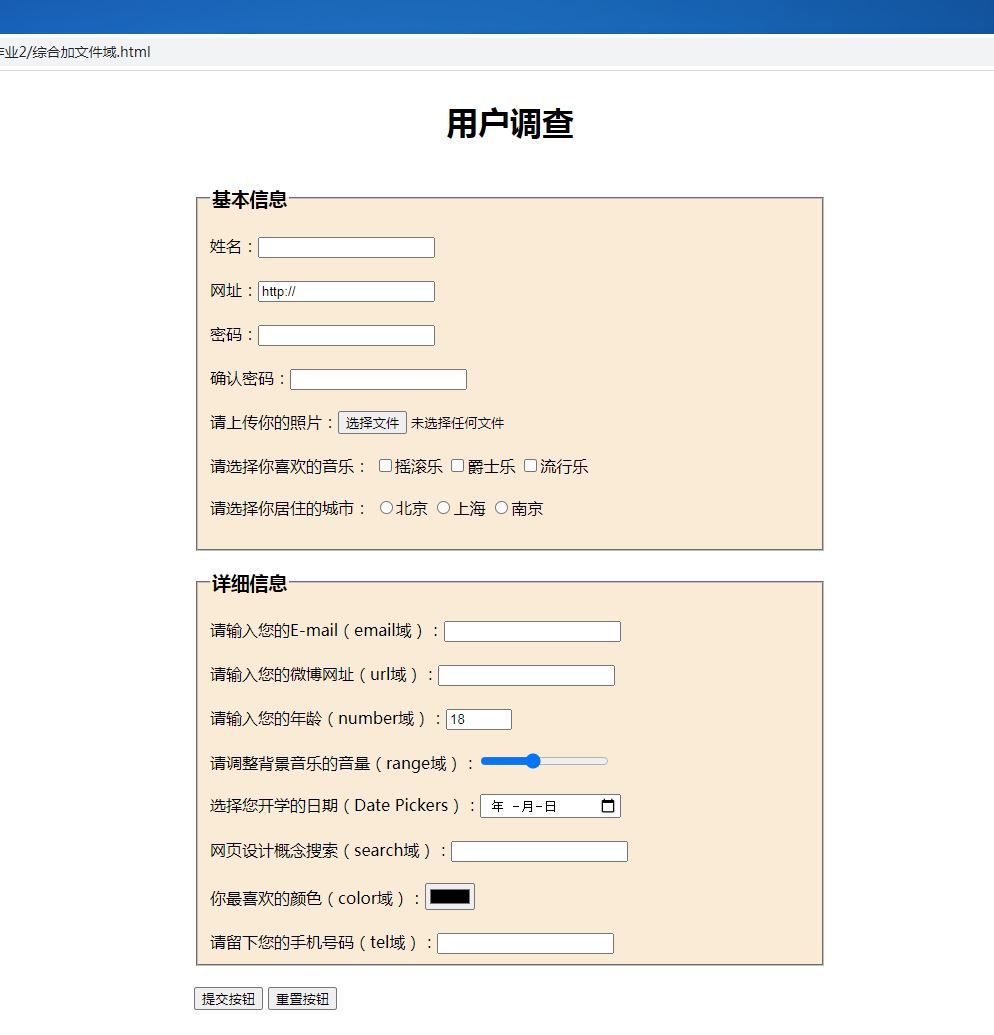 业2/综合加文件域.html
用户调查
基本信息
姓名：
网址：http://
密码：
确认密码：
请上传你的照片：选择文件 未选择任何文件
请选择你喜欢的音乐： 摇滚乐 爵士乐 流行乐
请选择你居住的城市： 北京 上海 南京
详细信息
请输入您的E-mail（email域）：
请输入您的微博网址（url域）：
请输入您的年龄（number域）：18
请调整背景音乐的音量（range域）：
选择您开学的日期（Date Pickers）：年 -月-日
网页设计概念搜索（search域）：
你最喜欢的颜色（color域）：
请留下您的手机号码（tel域）：
提交按钮 重置按钮